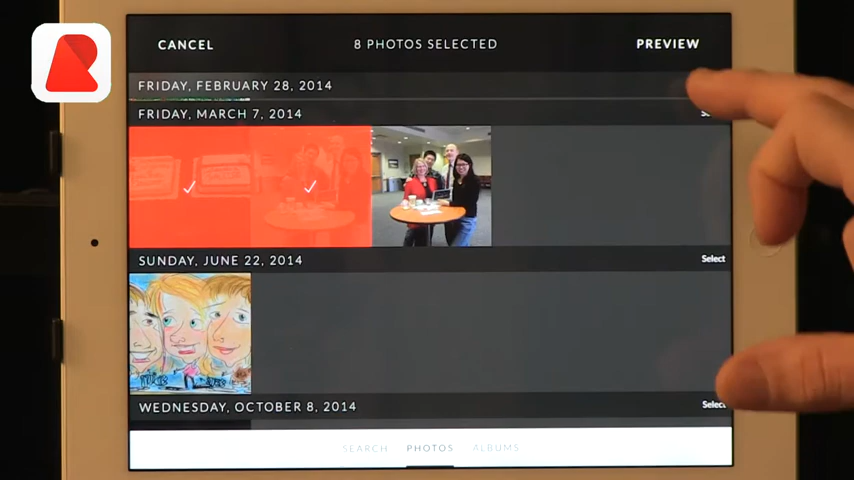 CANCEL 8 PHOTOS SELECTED PREVIEW
FRIDAY, FEBRUARY 28, 2014
FRIDAY, MARCH 7, 2014
SUNDAY, JUNE 22, 2014 Select
WEDNESDAY, OCTOBER 8, 2014 Select
SEARCH PHOTOS ALBUMS